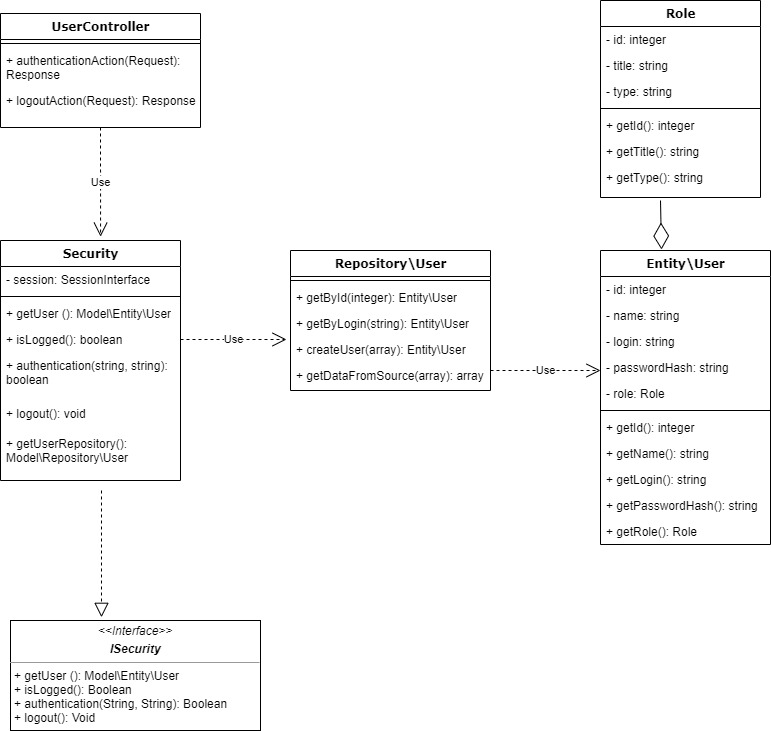 UserController
+ authenticationAction(Request):
Response
+ logoutAction(Request): Response
Use
Security
- session: SessionInterface
+ getUser (): Model\Entity\User
+ isLogged(): boolean
+ authentication(string, string):
boolean
+ logout(): void
+ getUserRepository():
Model\Repository\User
Use
Repository\User
+ getById(integer): Entity\User
+ getByLogin(string): Entity\User
+ createUser(array): Entity\User
+ getDataFromSource(array): array
Use
Role
- id: integer
- title: string
- type: string
+ getId(): integer
+ getTitle(): string
+ getType(): string
Entity\User
- id: integer
- name: string
- login: string
- passwordHash: string
- role: Role
+ getId(): integer
+ getName(): string
+ getLogin(): string
+ getPasswordHash(): string
+ getRole(): Role
<<Interface>>
ISecurity
+ getUser (): Model\Entity\User
+ isLogged(): Boolean
+ authentication(String, String): Boolean
+ logout(): Void